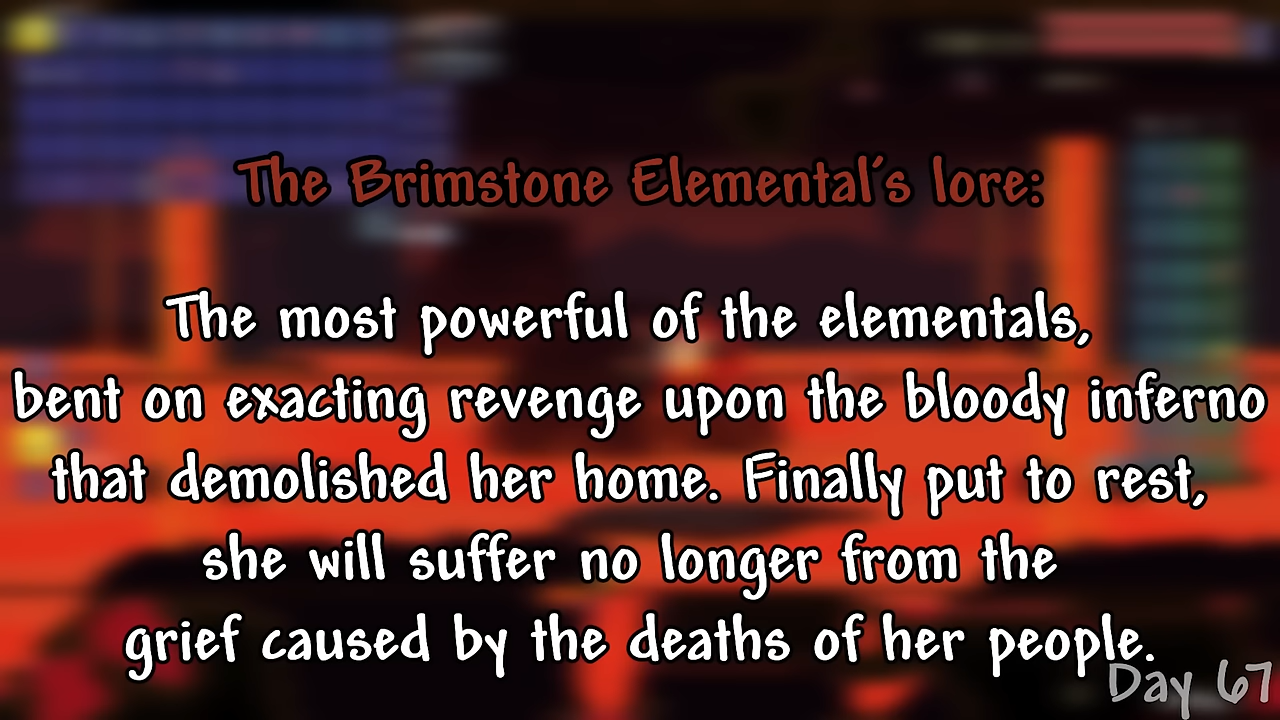 The Brimstone Elemental's lore:
The most powerful of the elementals,
bent on exacting revenge upon the bloody inferno
that demolished her home. Finally put to rest,
she will suffer no longer from the
grief caused by the deaths of her people.
Day 67